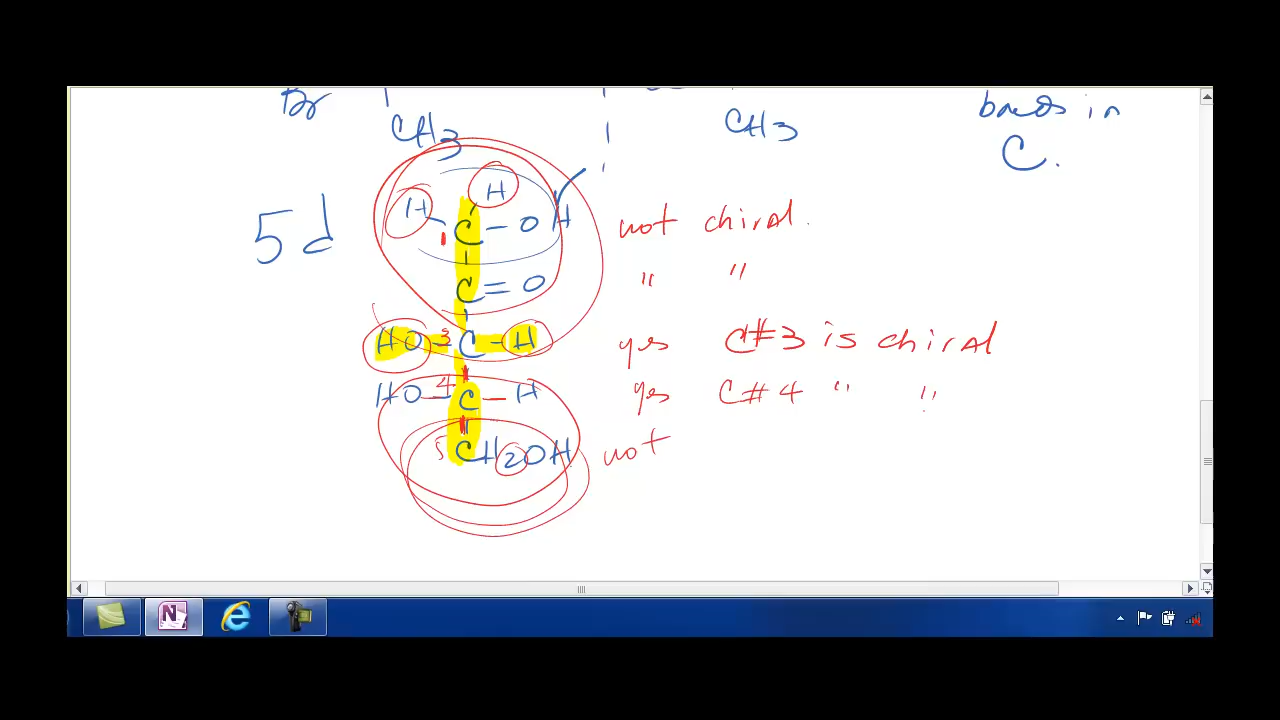 Br
CH3
CH3
bonds in
C.
5d
H
H
1 C - OH not chiral.
C = O " "
HO - 3 C - H yes C#3 is chiral
HO - 4 C - H yes C#4 " "
5 CH2OH not